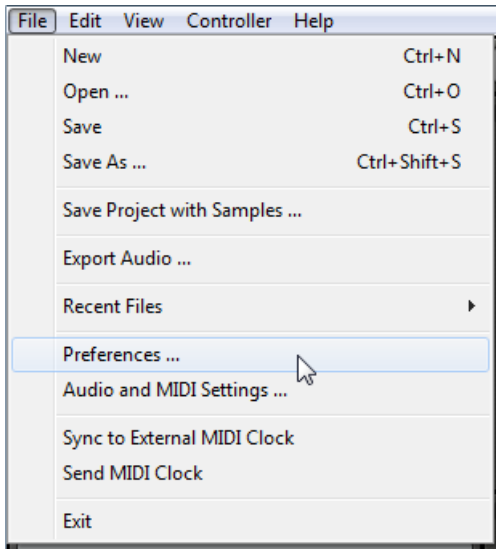 File Edit View Controller Help
New Ctrl+N
Open ... Ctrl+O
Save Ctrl+S
Save As ... Ctrl+Shift+S
Save Project with Samples ...
Export Audio ...
Recent Files
Preferences ...
Audio and MIDI Settings ...
Sync to External MIDI Clock
Send MIDI Clock
Exit